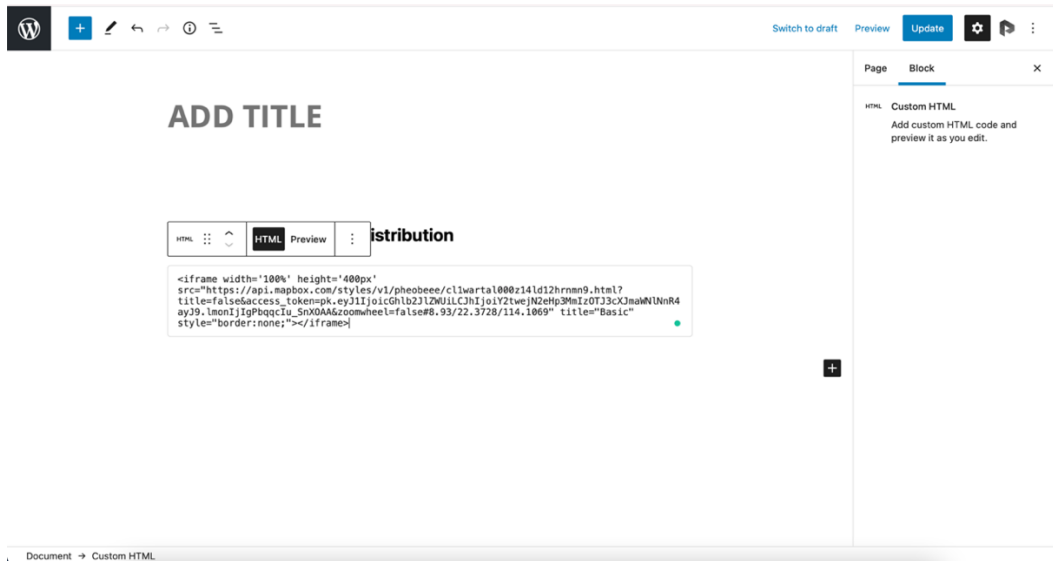 Switch to draft Preview Update
Page Block
ADD TITLE
HTML Custom HTML
Add custom HTML code and
preview it as you edit.
HTML HTML Preview istribution
<iframe width='100%' height='400px'
src="https://api.mapbox.com/styles/v1/pheobeee/cl1wartal000z14ld12hrnmn9.html?
title=false&access_token=pk.eyJ1IjoicGhlb2JlZWUiLCJhIjoiY2twejN2eHp3MmIzOTJ3cXJmaWNlNnR4
ayJ9.lmonIjIgPbqqcIu_SnXOAA&zoomwheel=false#8.93/22.3728/114.1069" title="Basic"
style="border:none;"></iframe>
Document → Custom HTML